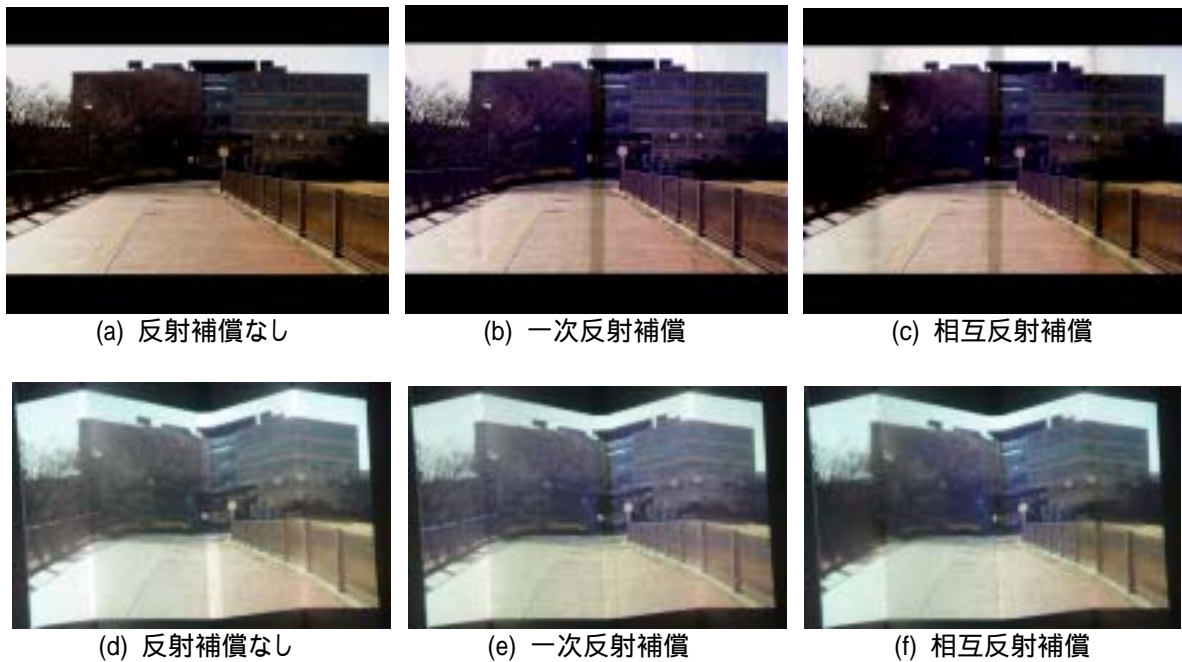 (a) 反射補償なし
(b) 一次反射補償
(c) 相互反射補償
(d) 反射補償なし
(e) 一次反射補償
(f) 相互反射補償